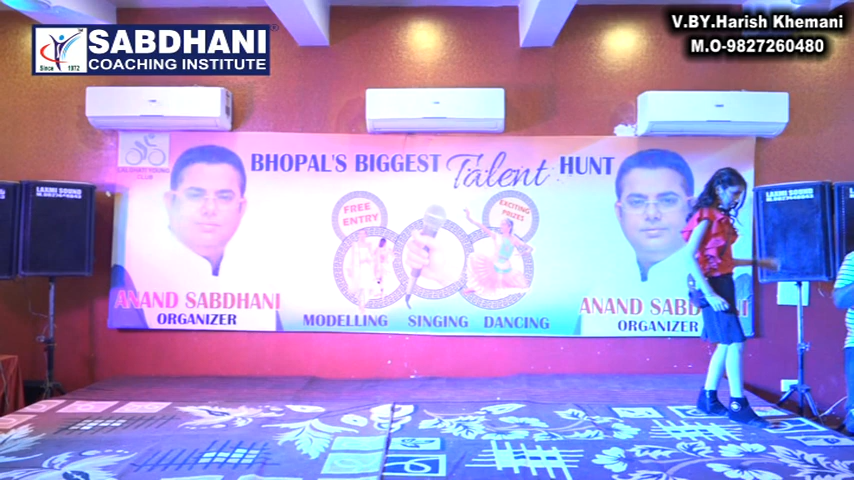 SABDHANI®
COACHING INSTITUTE
Since 1972
V.BY.Harish Khemani
M.O-9827260480
BHOPAL'S BIGGEST Talent HUNT
CLUB
FREE ENTRY
EXCITING PRIZES
LAXMI SOUND
LAXMI SOUND
ANAND SABDHANI
ORGANIZER
MODELLING SINGING DANCING
ANAND SABD
ORGANIZER